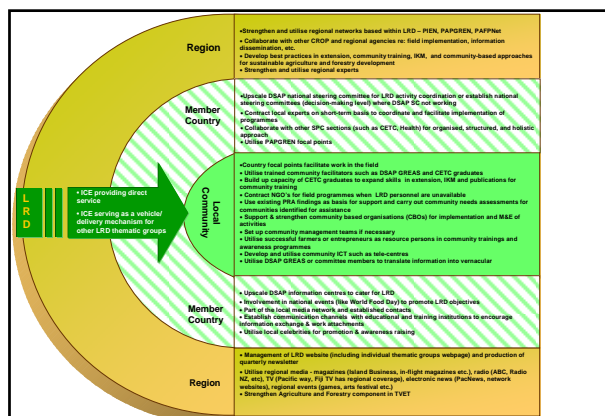 Region
•Strengthen and utilise regional networks based within LRD – PIEN, PAPGREN, PAFPNet
• Collaborate with other CROP and regional agencies re: field implementation, information
dissemination, etc.
• Develop best practices in extension, community training, IKM, and community-based approaches
for sustainable agriculture and forestry development
• Strengthen and utilise regional experts
Member
Country
•Upscale DSAP national steering committee for LRD activity coordination or establish national
steering committees (decision-making level) where DSAP SC not working
• Contract local experts on short-term basis to coordinate and facilitate implementation of
programmes
• Collaborate with other SPC sections (such as CETC, Health) for organised, structured, and holistic
approach
• Utilise PAPGREN focal points
L
R
D
• ICE providing direct
service
• ICE serving as a vehicle/
delivery mechanism for
other LRD thematic groups
Local
Community
•Country focal points facilitate work in the field
• Utilise trained community facilitators such as DSAP GREAS and CETC graduates
• Build up capacity of CETC graduates to expand skills in extension, IKM and publications for
community training
• Contract NGO's for field programmes when LRD personnel are unavailable
• Use existing PRA findings as basis for support and carry out community needs assessments for
communities identified for assistance
• Support & strengthen community based organisations (CBOs) for implementation and M&E of
activities
• Set up community management teams if necessary
• Utilise successful farmers or entrepreneurs as resource persons in community trainings and
awareness programmes
• Develop and utilise community ICT such as tele-centres
• Utilise DSAP GREAS or committee members to translate information into vernacular
Member
Country
• Upscale DSAP information centres to cater for LRD
• Involvement in national events (like World Food Day) to promote LRD objectives
• Part of the local media network and established contacts
• Establish communication channels with educational and training institutions to encourage
information exchange & work attachments
• Utilise local celebrities for promotion & awareness raising
Region
• Management of LRD website (including individual thematic groups webpage) and production of
quarterly newsletter
• Utilise regional media - magazines (Island Business, in-flight magazines etc.), radio (ABC, Radio
NZ, etc), TV (Pacific way, Fiji TV has regional coverage), electronic news (PacNews, network
websites), regional events (games, arts festival etc.)
• Strengthen Agriculture and Forestry component in TVET